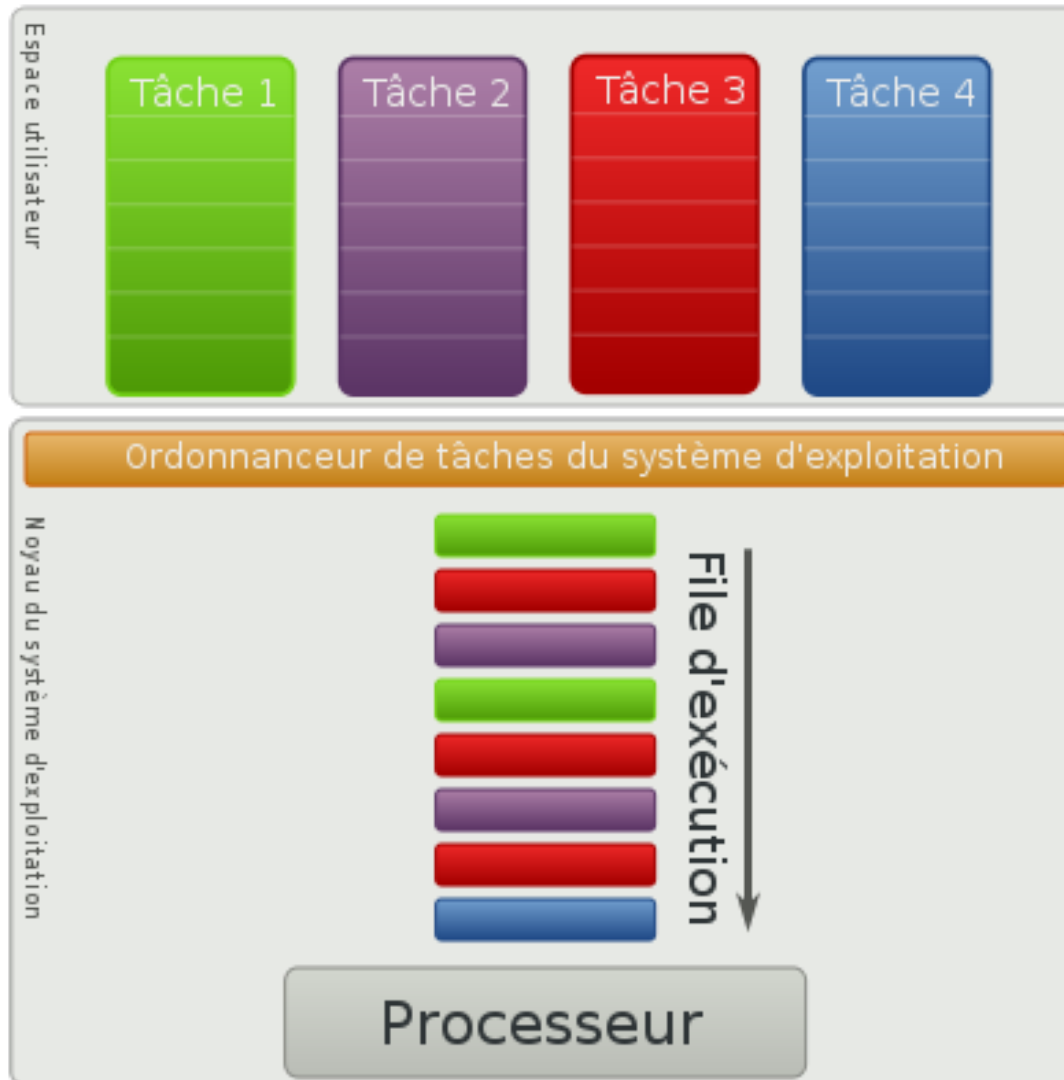 Espace utilisateur
Tâche 1
Tâche 2
Tâche 3
Tâche 4
Ordonnanceur de tâches du système d'exploitation
Noyau du système d'exploitation
File d'exécution
Processeur